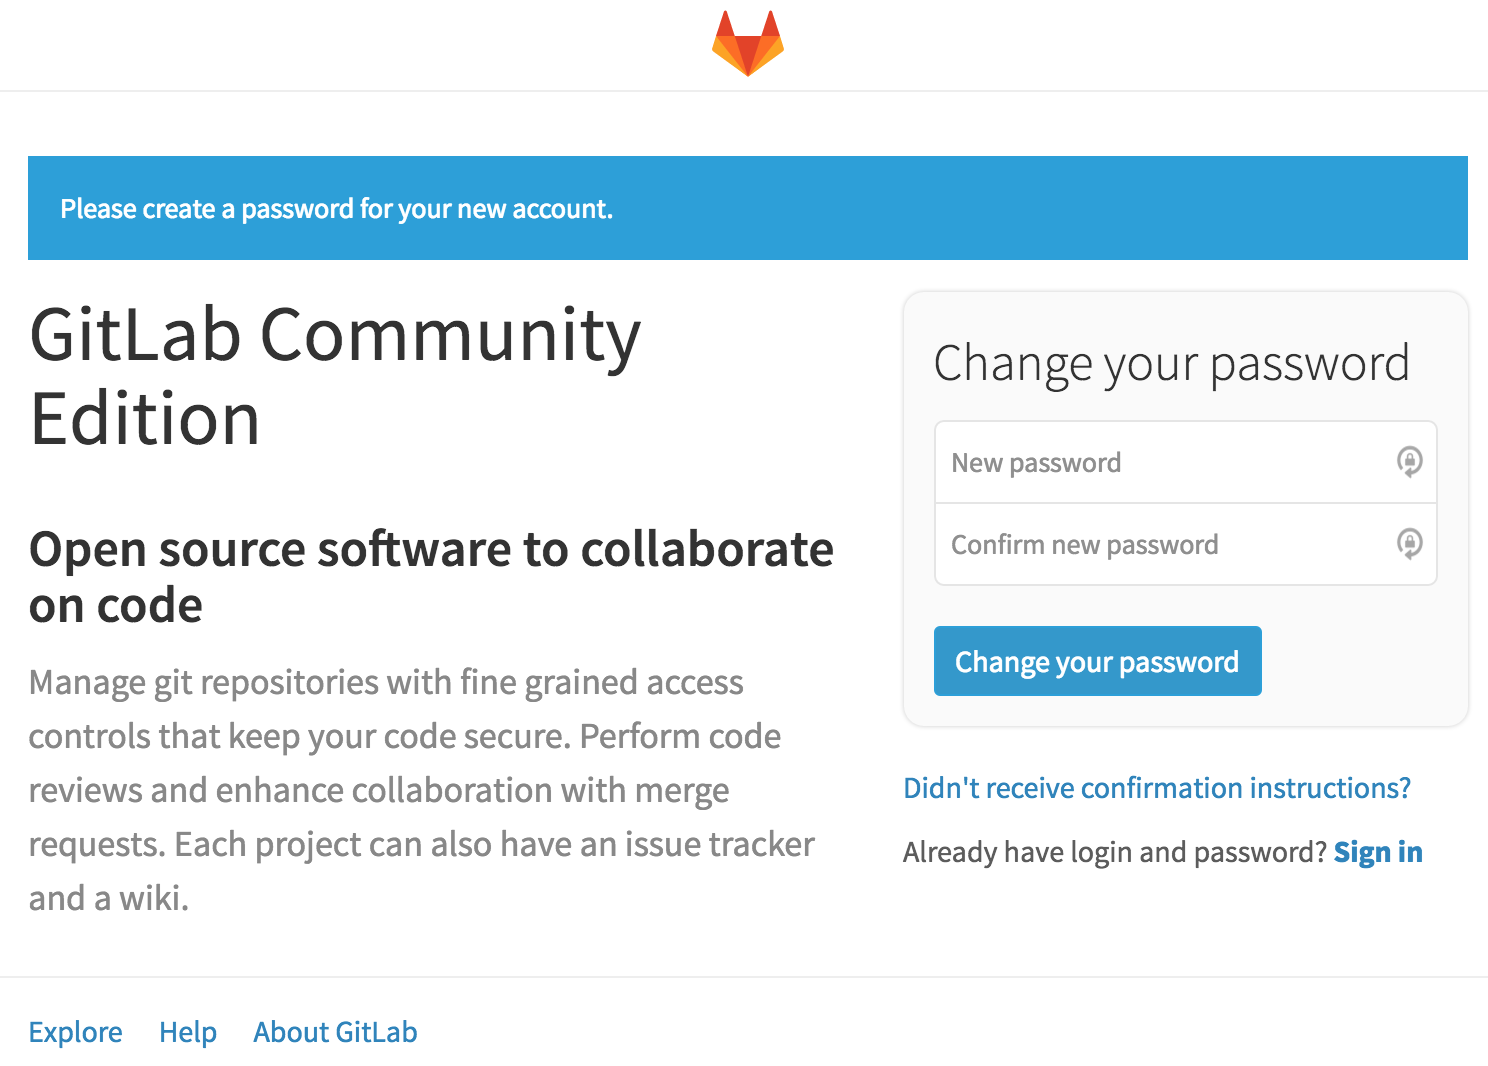 Please create a password for your new account.
GitLab Community
Edition
Open source software to collaborate
on code
Manage git repositories with fine grained access
controls that keep your code secure. Perform code
reviews and enhance collaboration with merge
requests. Each project can also have an issue tracker
and a wiki.
Change your password
New password
Confirm new password
Change your password
Didn't receive confirmation instructions?
Already have login and password? Sign in
Explore Help About GitLab